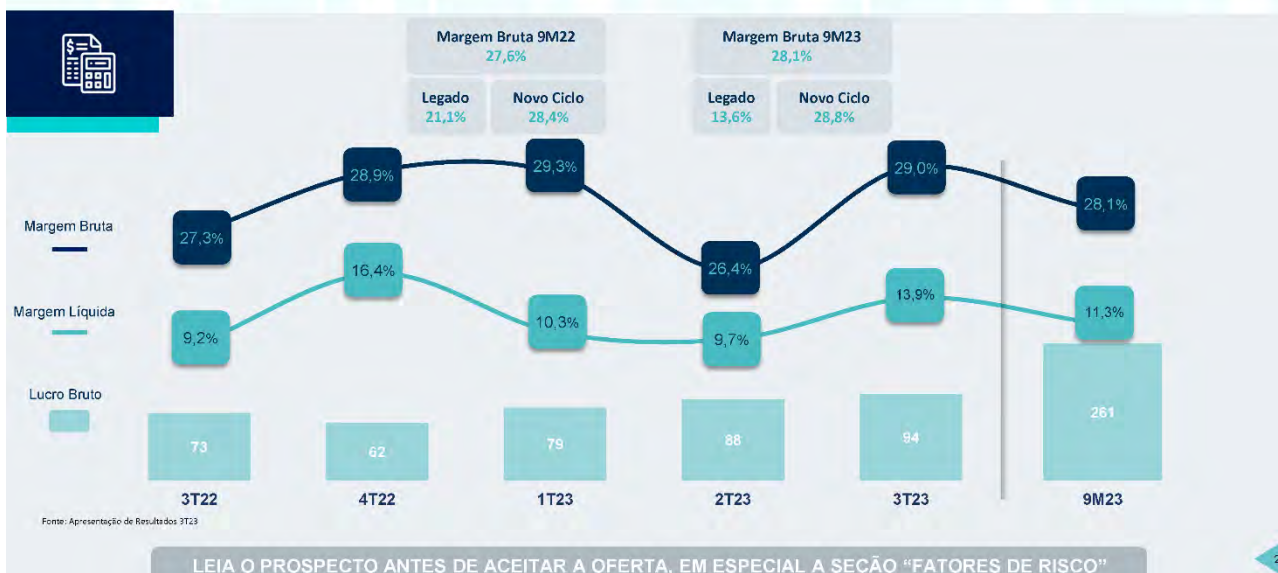 Margem Bruta 9M22
27,6%
Legado
21,1%
Novo Ciclo
28,4%
Margem Bruta 9M23
28,1%
Legado
13,6%
Novo Ciclo
28,8%
Margem Bruta
27,3%
28,9%
29,3%
26,4%
29,0%
28,1%
Margem Líquida
9,2%
16,4%
10,3%
9,7%
13,9%
11,3%
Lucro Bruto
73
62
79
88
94
261
3T22
4T22
1T23
2T23
3T23
9M23
Fonte: Apresentação de Resultados 3T23
LEIA O PROSPECTO ANTES DE ACEITAR A OFERTA, EM ESPECIAL A SEÇÃO “FATORES DE RISCO”